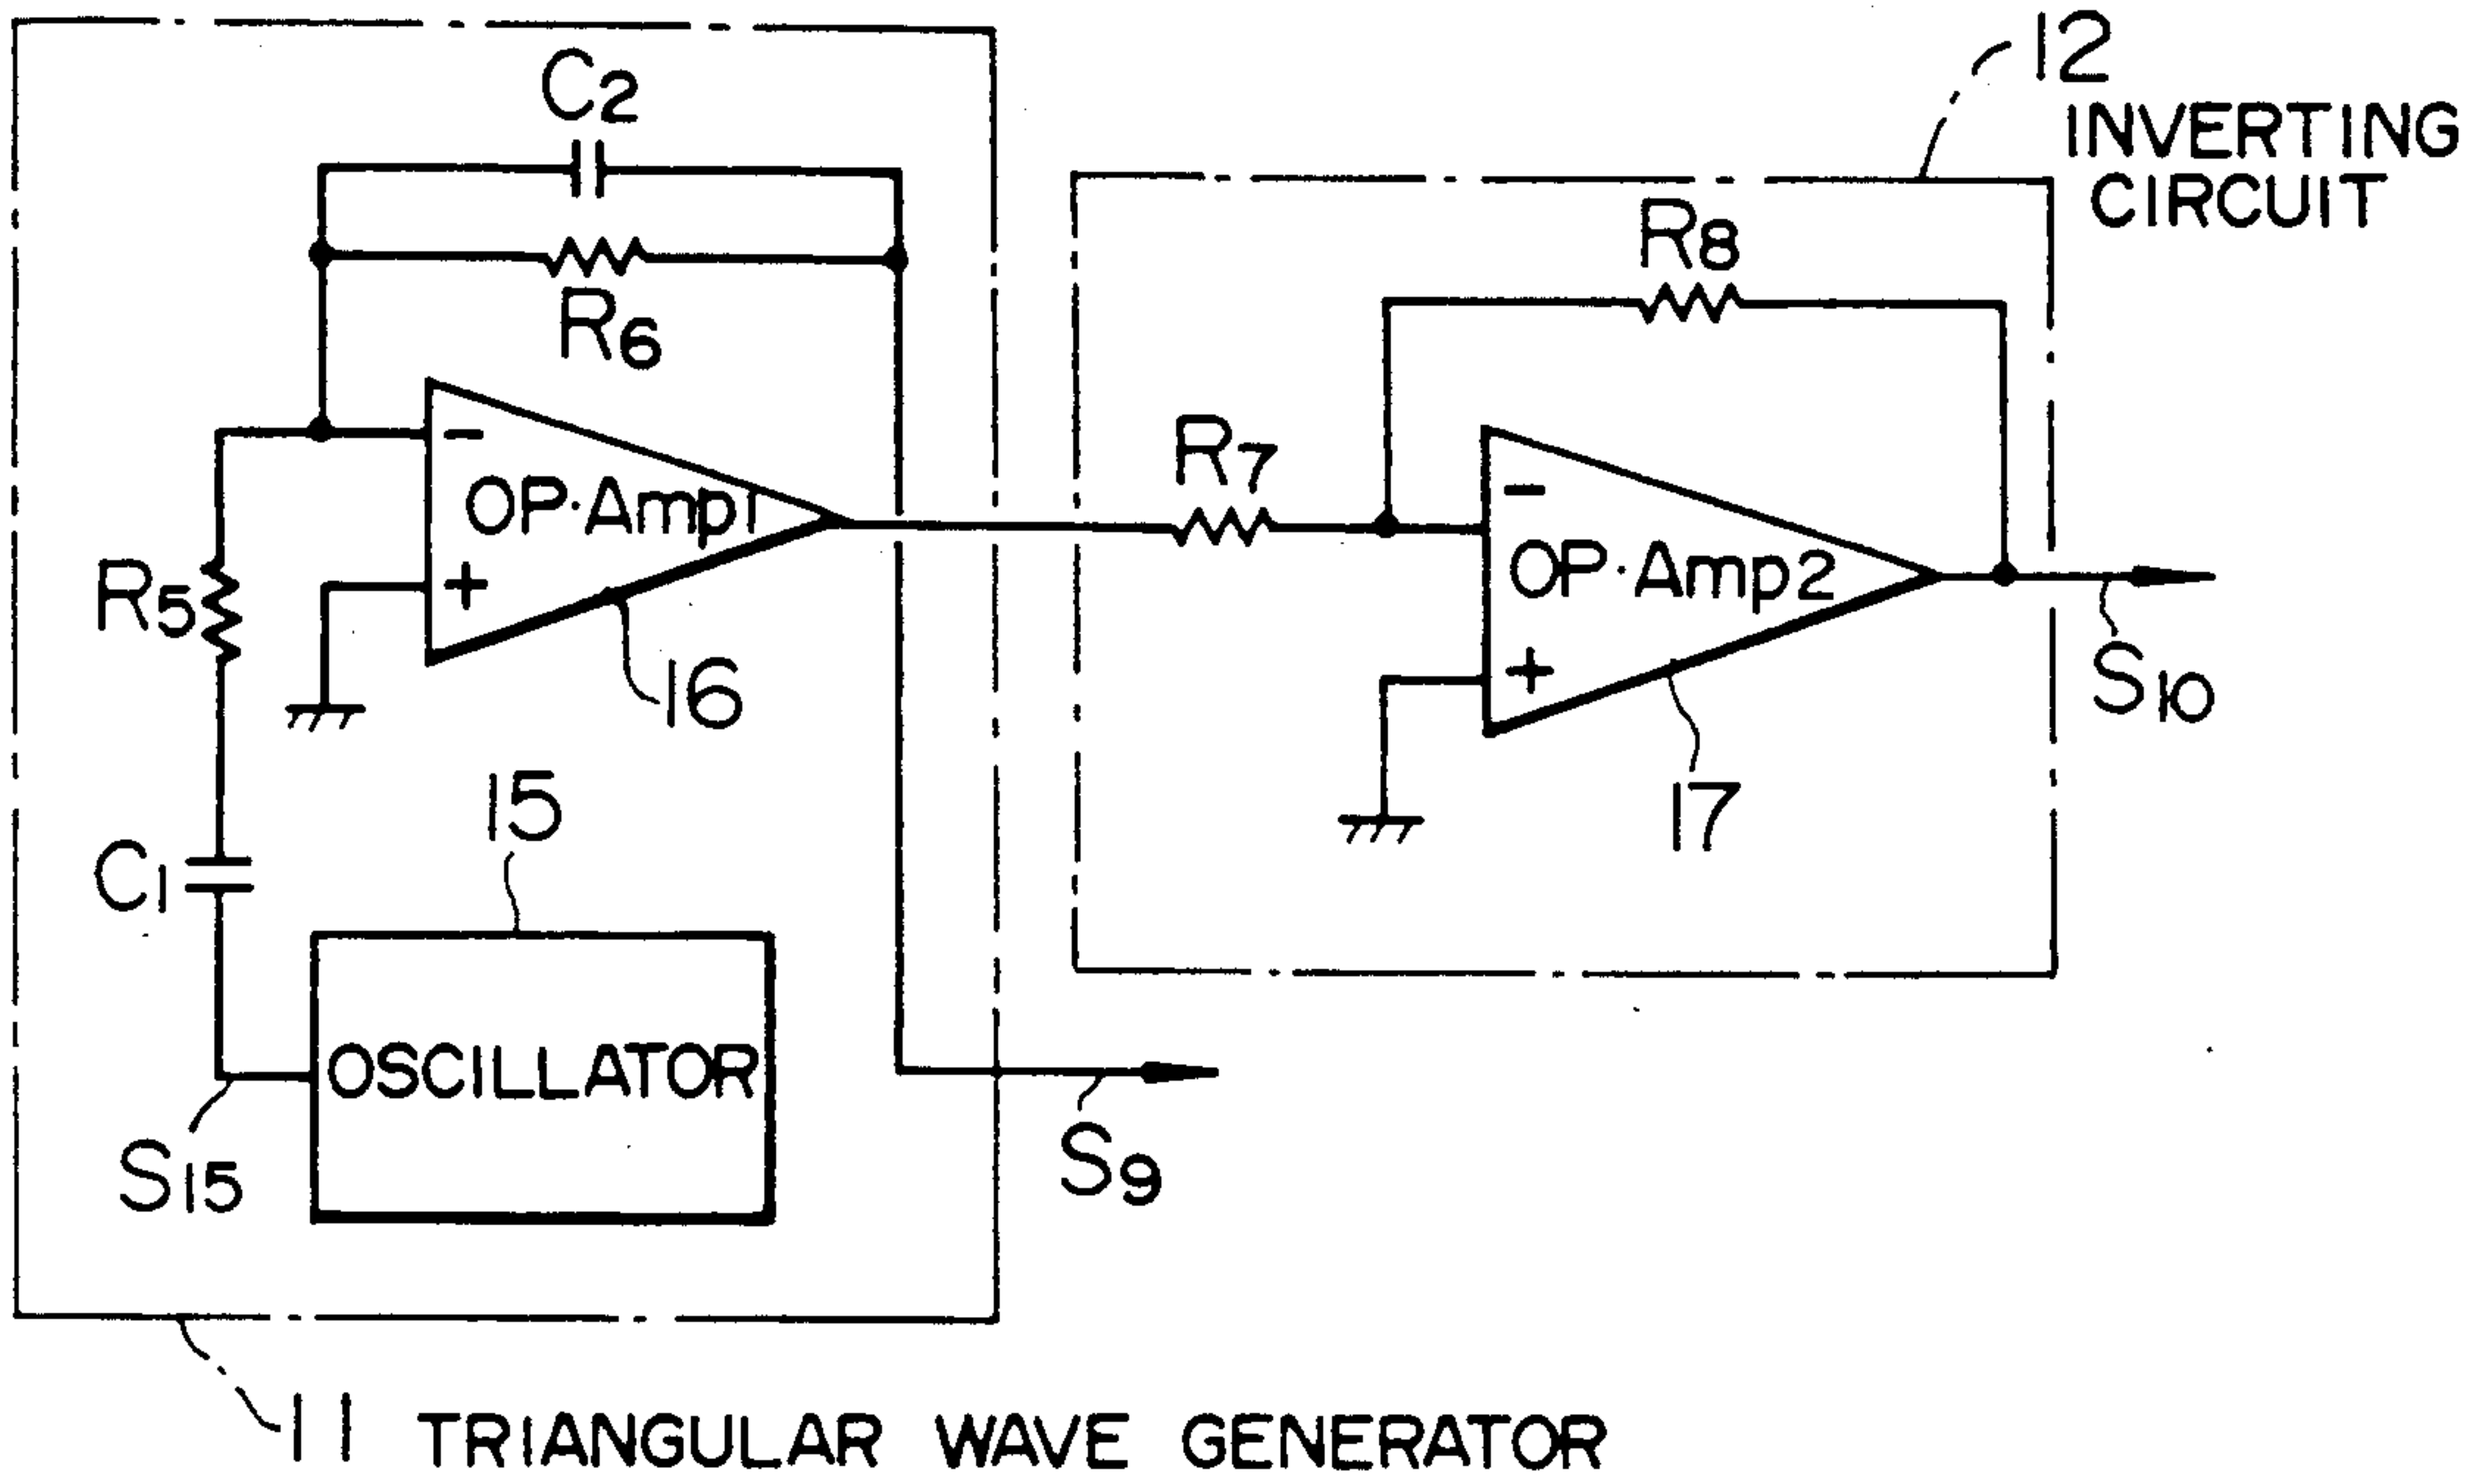 12
INVERTING
CIRCUIT
C2
R6
R8
-
OP·Amp1
+
R5
16
R7
-
OP·Amp2
+
S10
17
15
C1
OSCILLATOR
S15
S9
11 TRIANGULAR WAVE GENERATOR